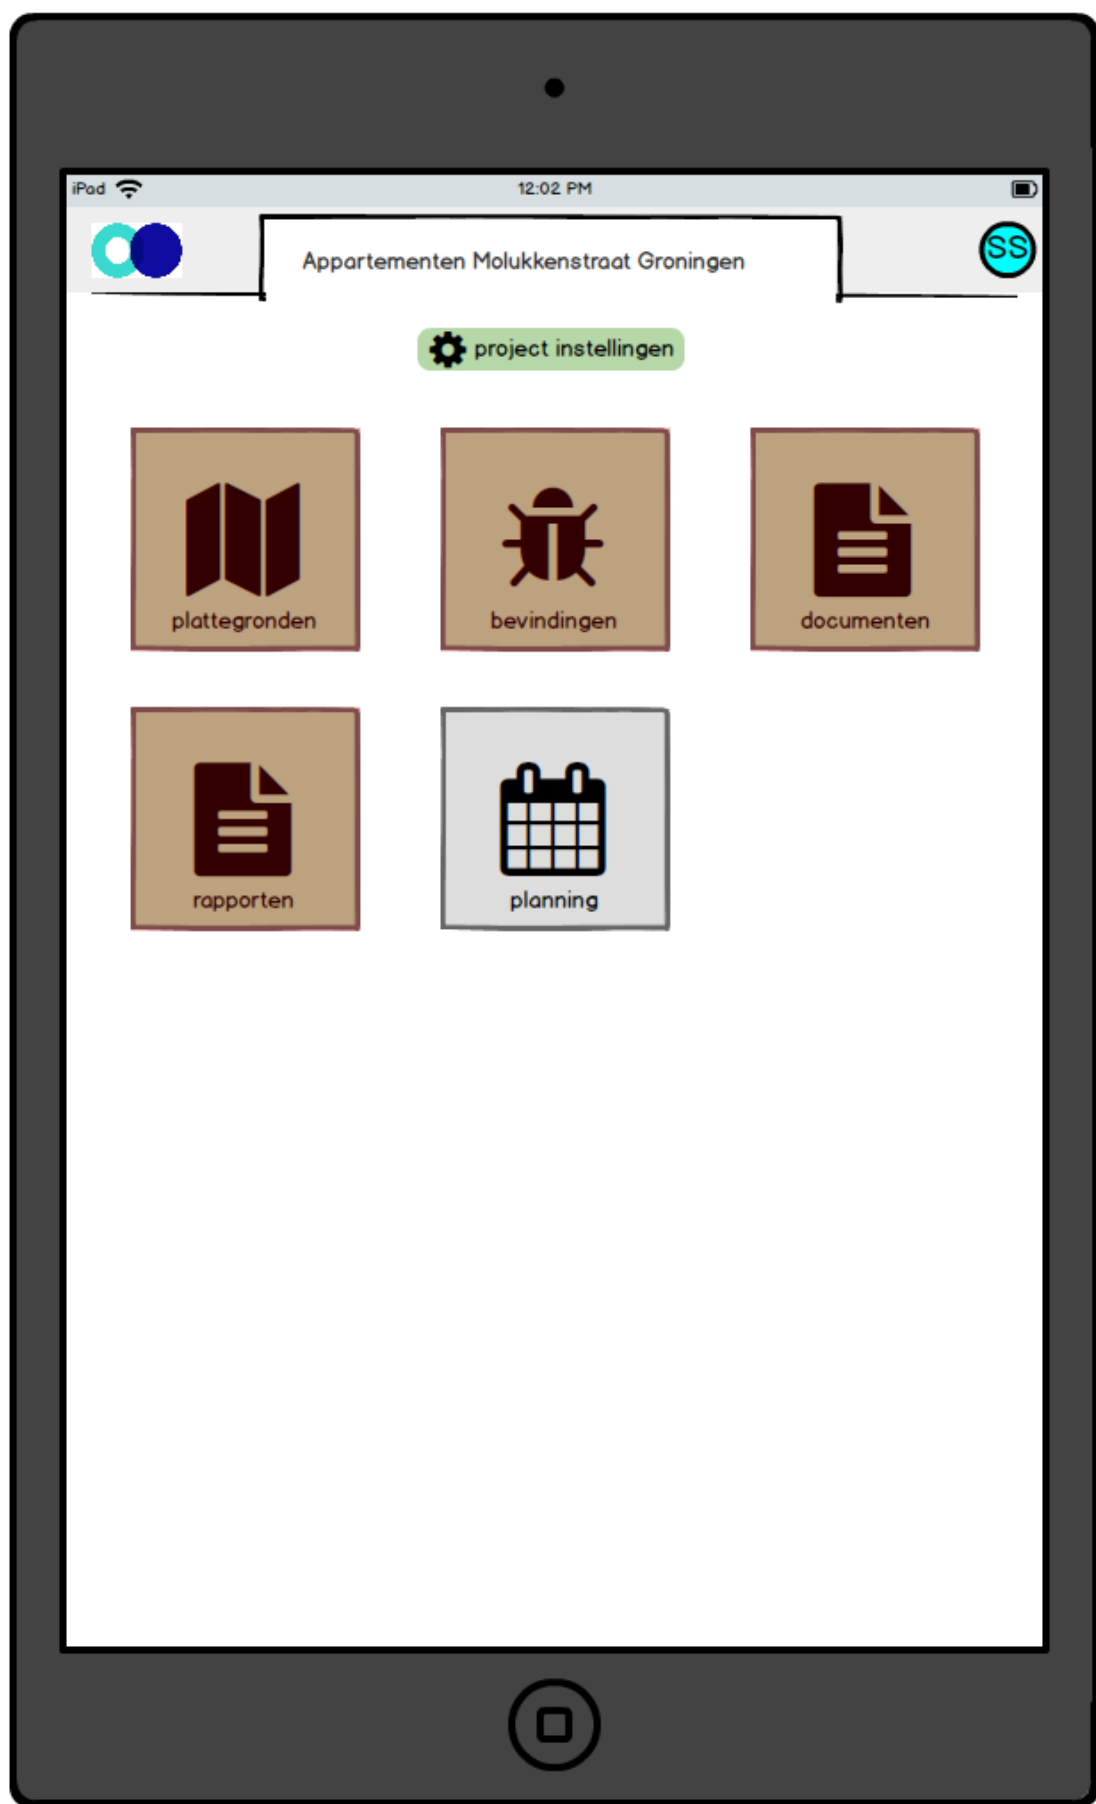 iPad
12:02 PM
Appartementen Molukkenstraat Groningen
SS
project instellingen
plattegronden
bevindingen
documenten
rapporten
planning